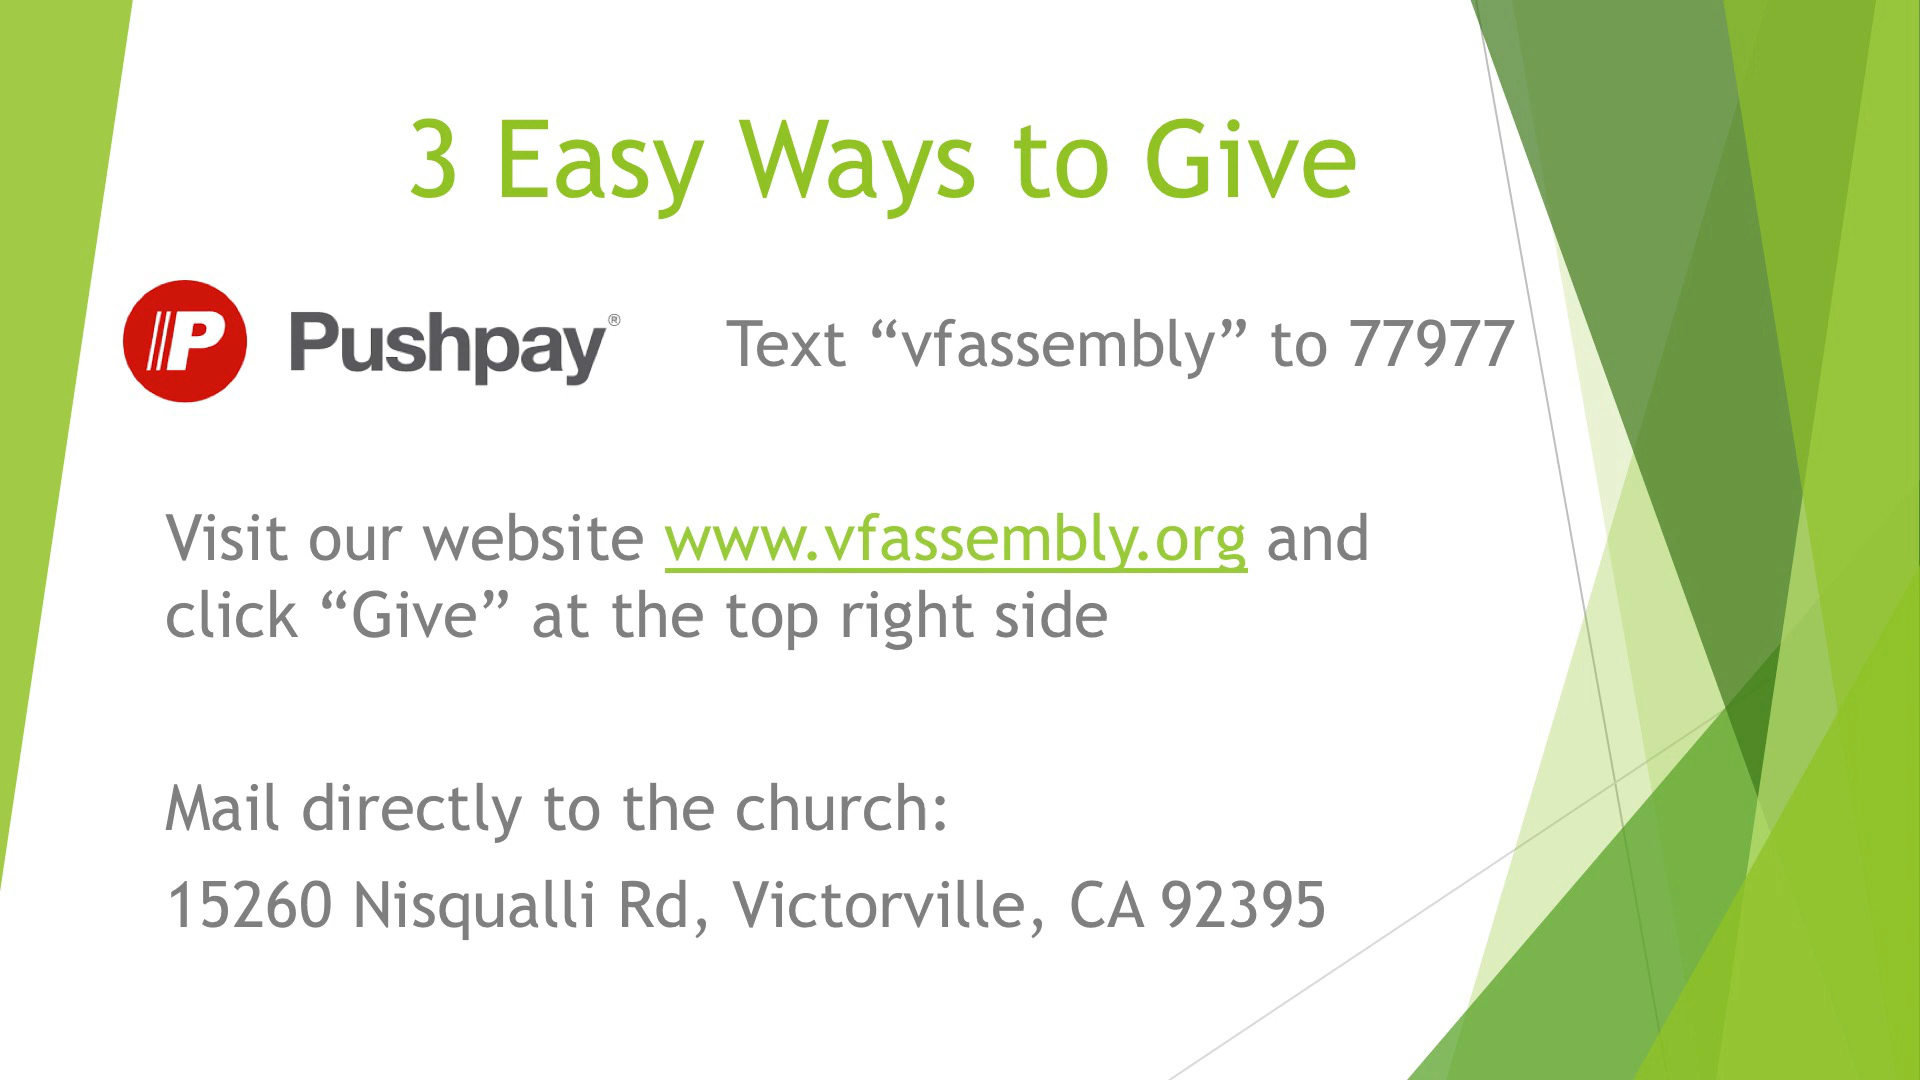 3 Easy Ways to Give
P Pushpay® Text “vfassembly” to 77977
Visit our website www.vfassembly.org and
click “Give” at the top right side
Mail directly to the church:
15260 Nisqualli Rd, Victorville, CA 92395